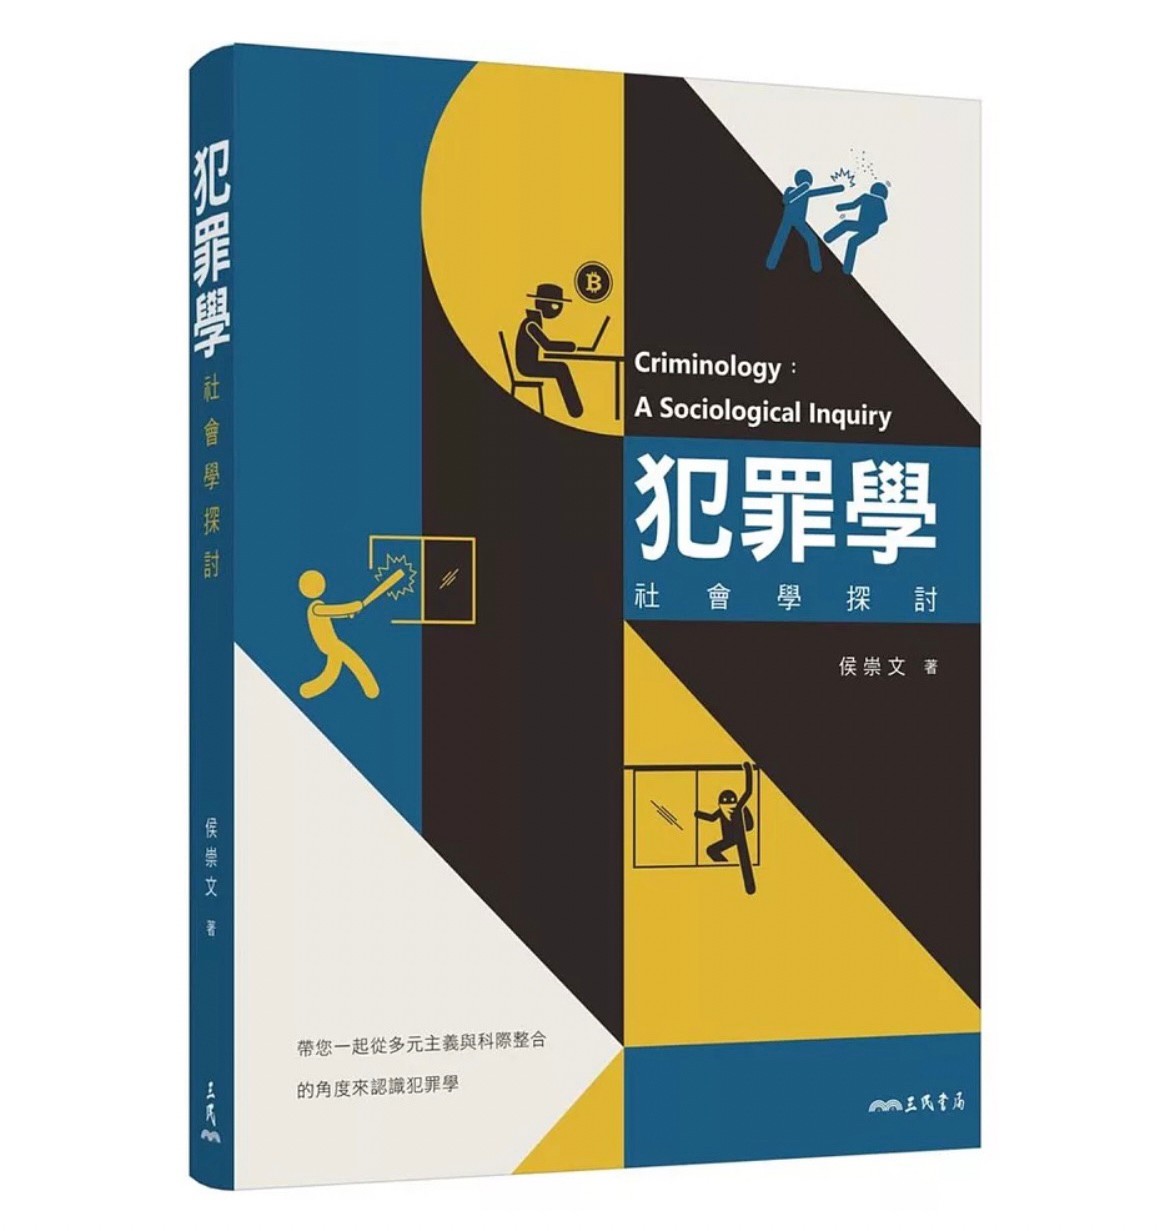 犯罪學
社會學探討
侯崇文 著
三民
B
Criminology：
A Sociological Inquiry
犯罪學
社會學探討
侯崇文 著
帶您一起從多元主義與科際整合
的角度來認識犯罪學
三民書局